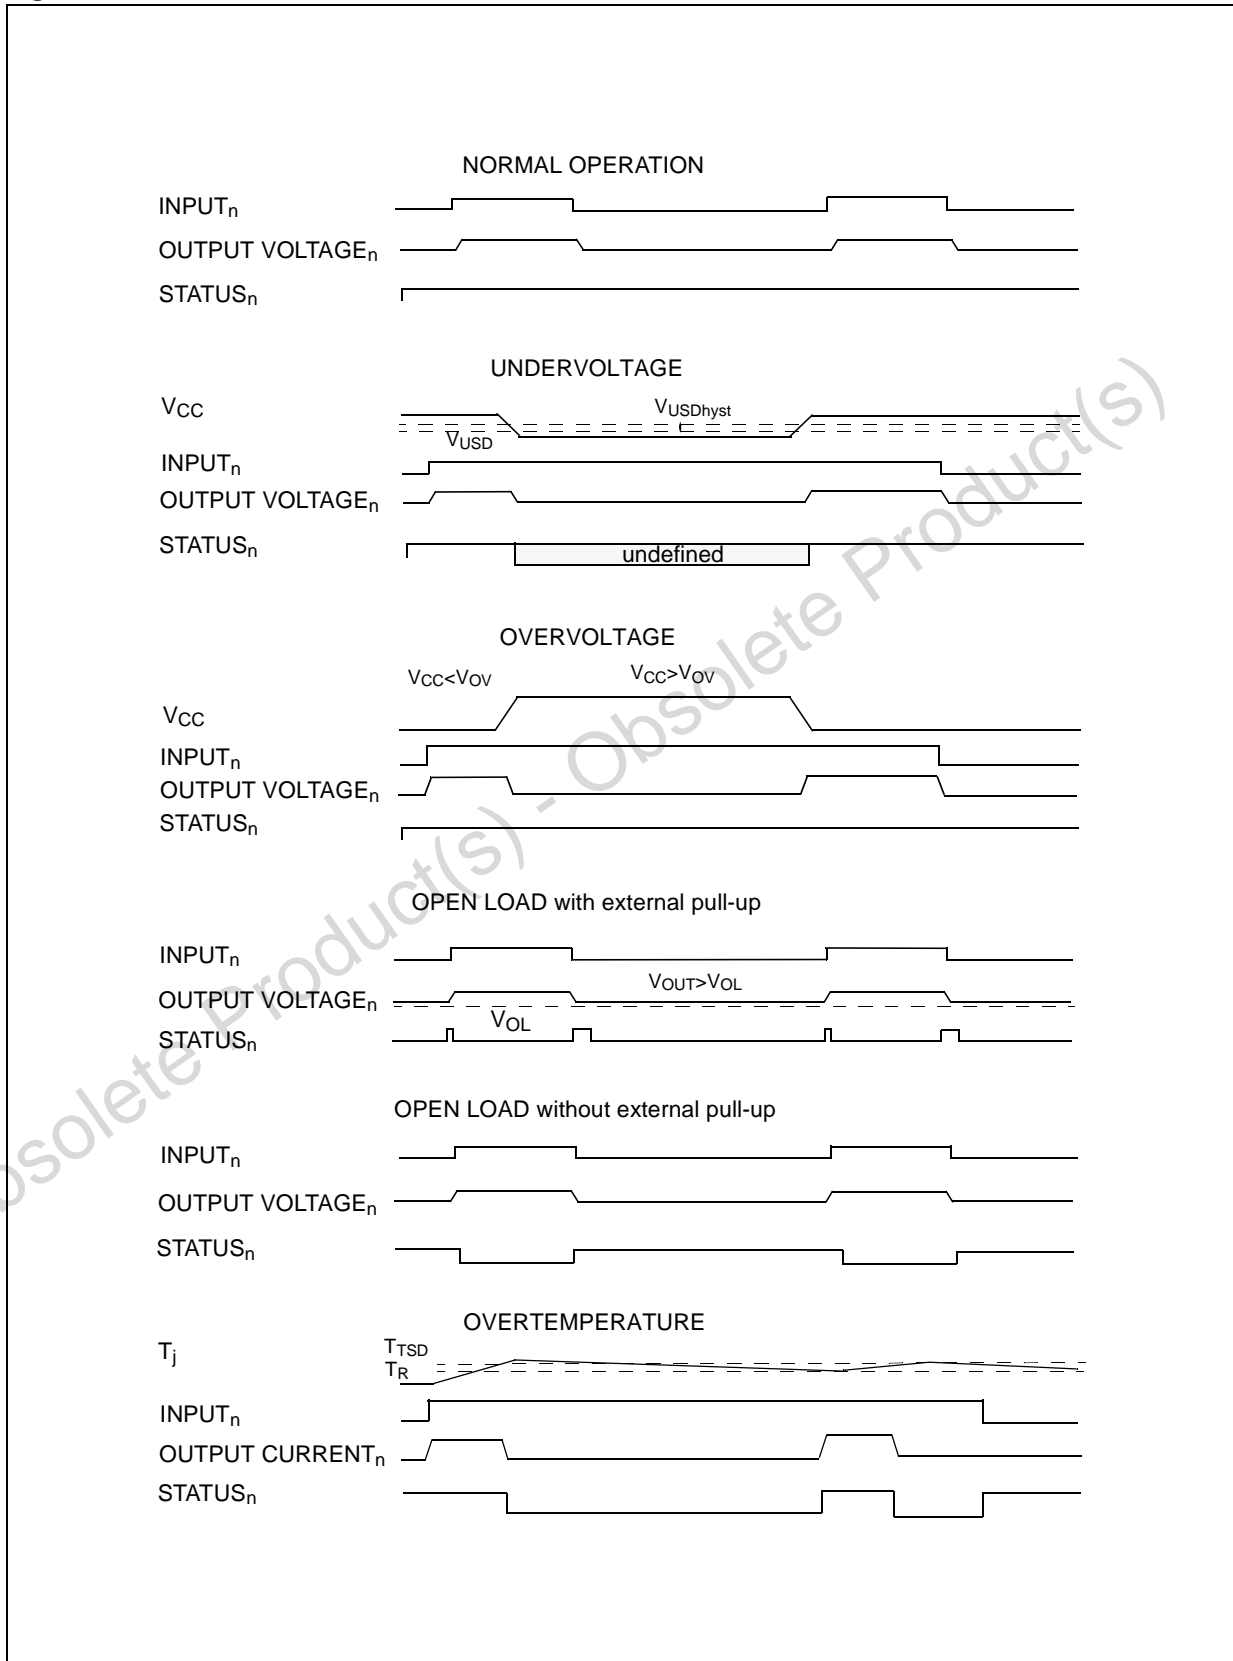 NORMAL OPERATION
INPUTn
OUTPUT VOLTAGEn
STATUSn
UNDERVOLTAGE
VCC
VUSDhyst
VUSD
INPUTn
OUTPUT VOLTAGEn
STATUSn
undefined
OVERVOLTAGE
VCC<VOV
VCC>VOV
VCC
INPUTn
OUTPUT VOLTAGEn
STATUSn
OPEN LOAD with external pull-up
INPUTn
VOUT>VOL
OUTPUT VOLTAGEn
VOL
STATUSn
OPEN LOAD without external pull-up
INPUTn
OUTPUT VOLTAGEn
STATUSn
OVERTEMPERATURE
Tj
TTSD
TR
INPUTn
OUTPUT CURRENTn
STATUSn
bsolete Product(s) - Obsolete Product(s)